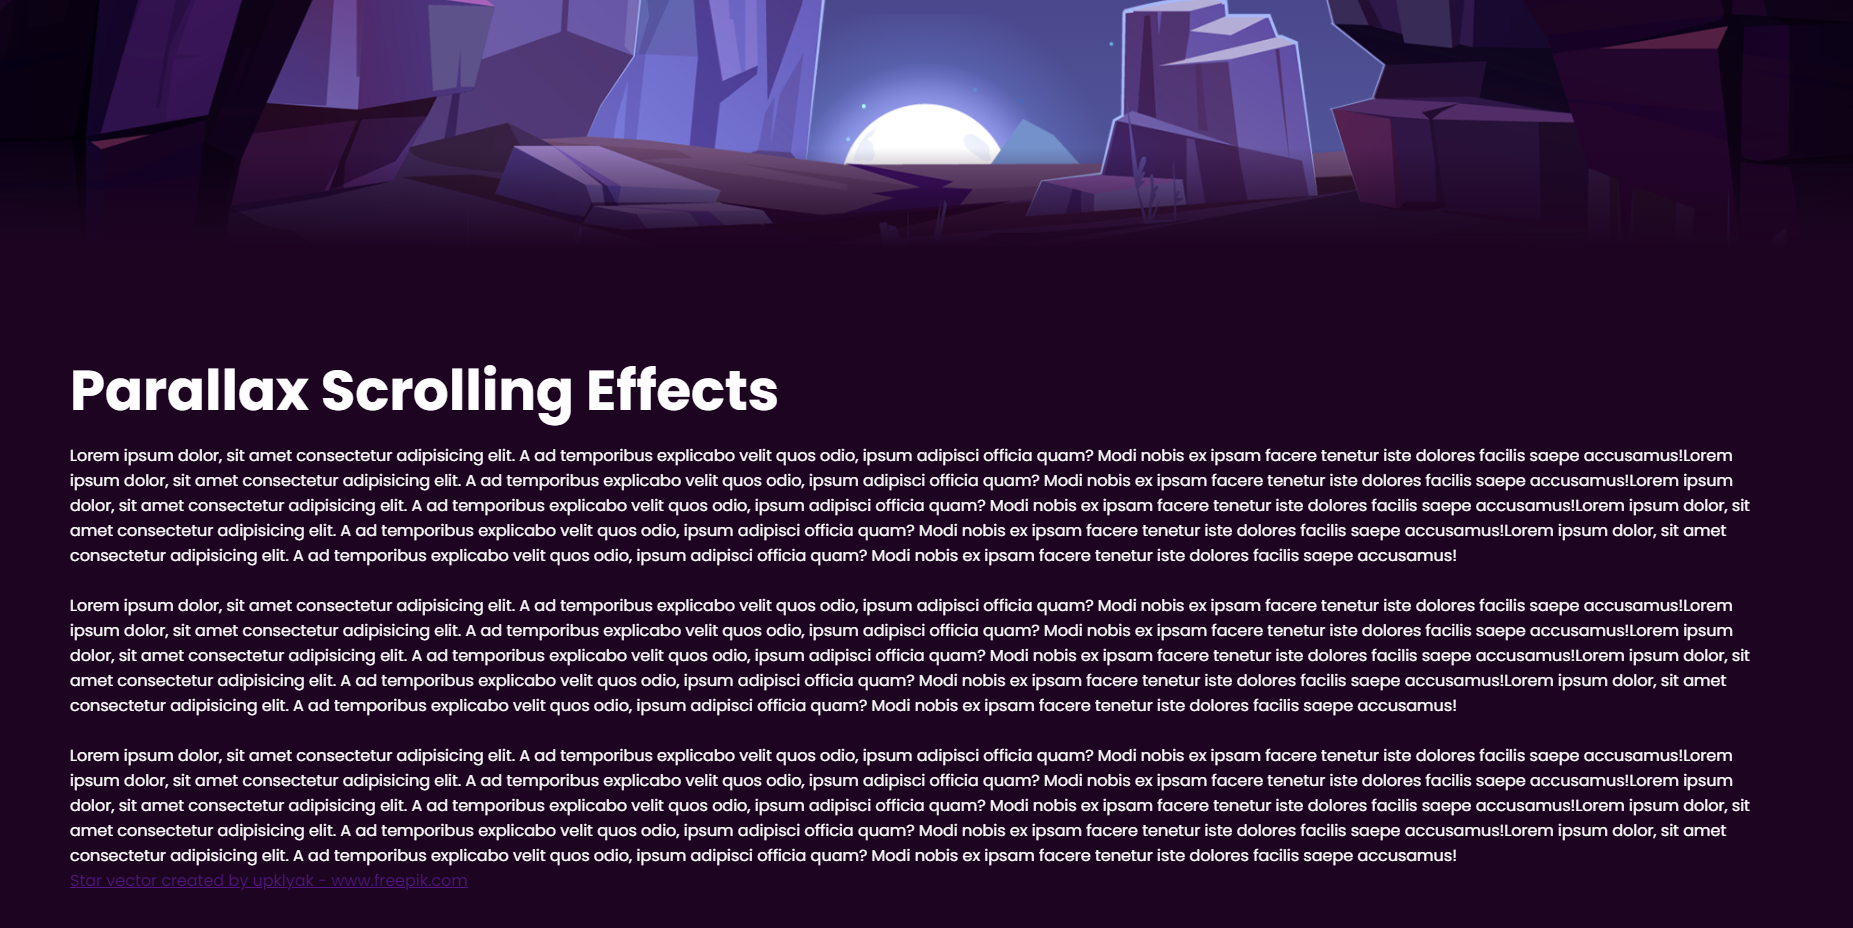 Parallax Scrolling Effects
Lorem ipsum dolor, sit amet consectetur adipisicing elit. A ad temporibus explicabo velit quos odio, ipsum adipisci officia quam? Modi nobis ex ipsam facere tenetur iste dolores facilis saepe accusamus!Lorem
ipsum dolor, sit amet consectetur adipisicing elit. A ad temporibus explicabo velit quos odio, ipsum adipisci officia quam? Modi nobis ex ipsam facere tenetur iste dolores facilis saepe accusamus!Lorem ipsum
dolor, sit amet consectetur adipisicing elit. A ad temporibus explicabo velit quos odio, ipsum adipisci officia quam? Modi nobis ex ipsam facere tenetur iste dolores facilis saepe accusamus!Lorem ipsum dolor, sit
amet consectetur adipisicing elit. A ad temporibus explicabo velit quos odio, ipsum adipisci officia quam? Modi nobis ex ipsam facere tenetur iste dolores facilis saepe accusamus!Lorem ipsum dolor, sit amet
consectetur adipisicing elit. A ad temporibus explicabo velit quos odio, ipsum adipisci officia quam? Modi nobis ex ipsam facere tenetur iste dolores facilis saepe accusamus!
Lorem ipsum dolor, sit amet consectetur adipisicing elit. A ad temporibus explicabo velit quos odio, ipsum adipisci officia quam? Modi nobis ex ipsam facere tenetur iste dolores facilis saepe accusamus!Lorem
ipsum dolor, sit amet consectetur adipisicing elit. A ad temporibus explicabo velit quos odio, ipsum adipisci officia quam? Modi nobis ex ipsam facere tenetur iste dolores facilis saepe accusamus!Lorem ipsum
dolor, sit amet consectetur adipisicing elit. A ad temporibus explicabo velit quos odio, ipsum adipisci officia quam? Modi nobis ex ipsam facere tenetur iste dolores facilis saepe accusamus!Lorem ipsum dolor, sit
amet consectetur adipisicing elit. A ad temporibus explicabo velit quos odio, ipsum adipisci officia quam? Modi nobis ex ipsam facere tenetur iste dolores facilis saepe accusamus!Lorem ipsum dolor, sit amet
consectetur adipisicing elit. A ad temporibus explicabo velit quos odio, ipsum adipisci officia quam? Modi nobis ex ipsam facere tenetur iste dolores facilis saepe accusamus!
Lorem ipsum dolor, sit amet consectetur adipisicing elit. A ad temporibus explicabo velit quos odio, ipsum adipisci officia quam? Modi nobis ex ipsam facere tenetur iste dolores facilis saepe accusamus!Lorem
ipsum dolor, sit amet consectetur adipisicing elit. A ad temporibus explicabo velit quos odio, ipsum adipisci officia quam? Modi nobis ex ipsam facere tenetur iste dolores facilis saepe accusamus!Lorem ipsum
dolor, sit amet consectetur adipisicing elit. A ad temporibus explicabo velit quos odio, ipsum adipisci officia quam? Modi nobis ex ipsam facere tenetur iste dolores facilis saepe accusamus!Lorem ipsum dolor, sit
amet consectetur adipisicing elit. A ad temporibus explicabo velit quos odio, ipsum adipisci officia quam? Modi nobis ex ipsam facere tenetur iste dolores facilis saepe accusamus!Lorem ipsum dolor, sit amet
consectetur adipisicing elit. A ad temporibus explicabo velit quos odio, ipsum adipisci officia quam? Modi nobis ex ipsam facere tenetur iste dolores facilis saepe accusamus!
Star vector created by upklyak - www.freepik.com